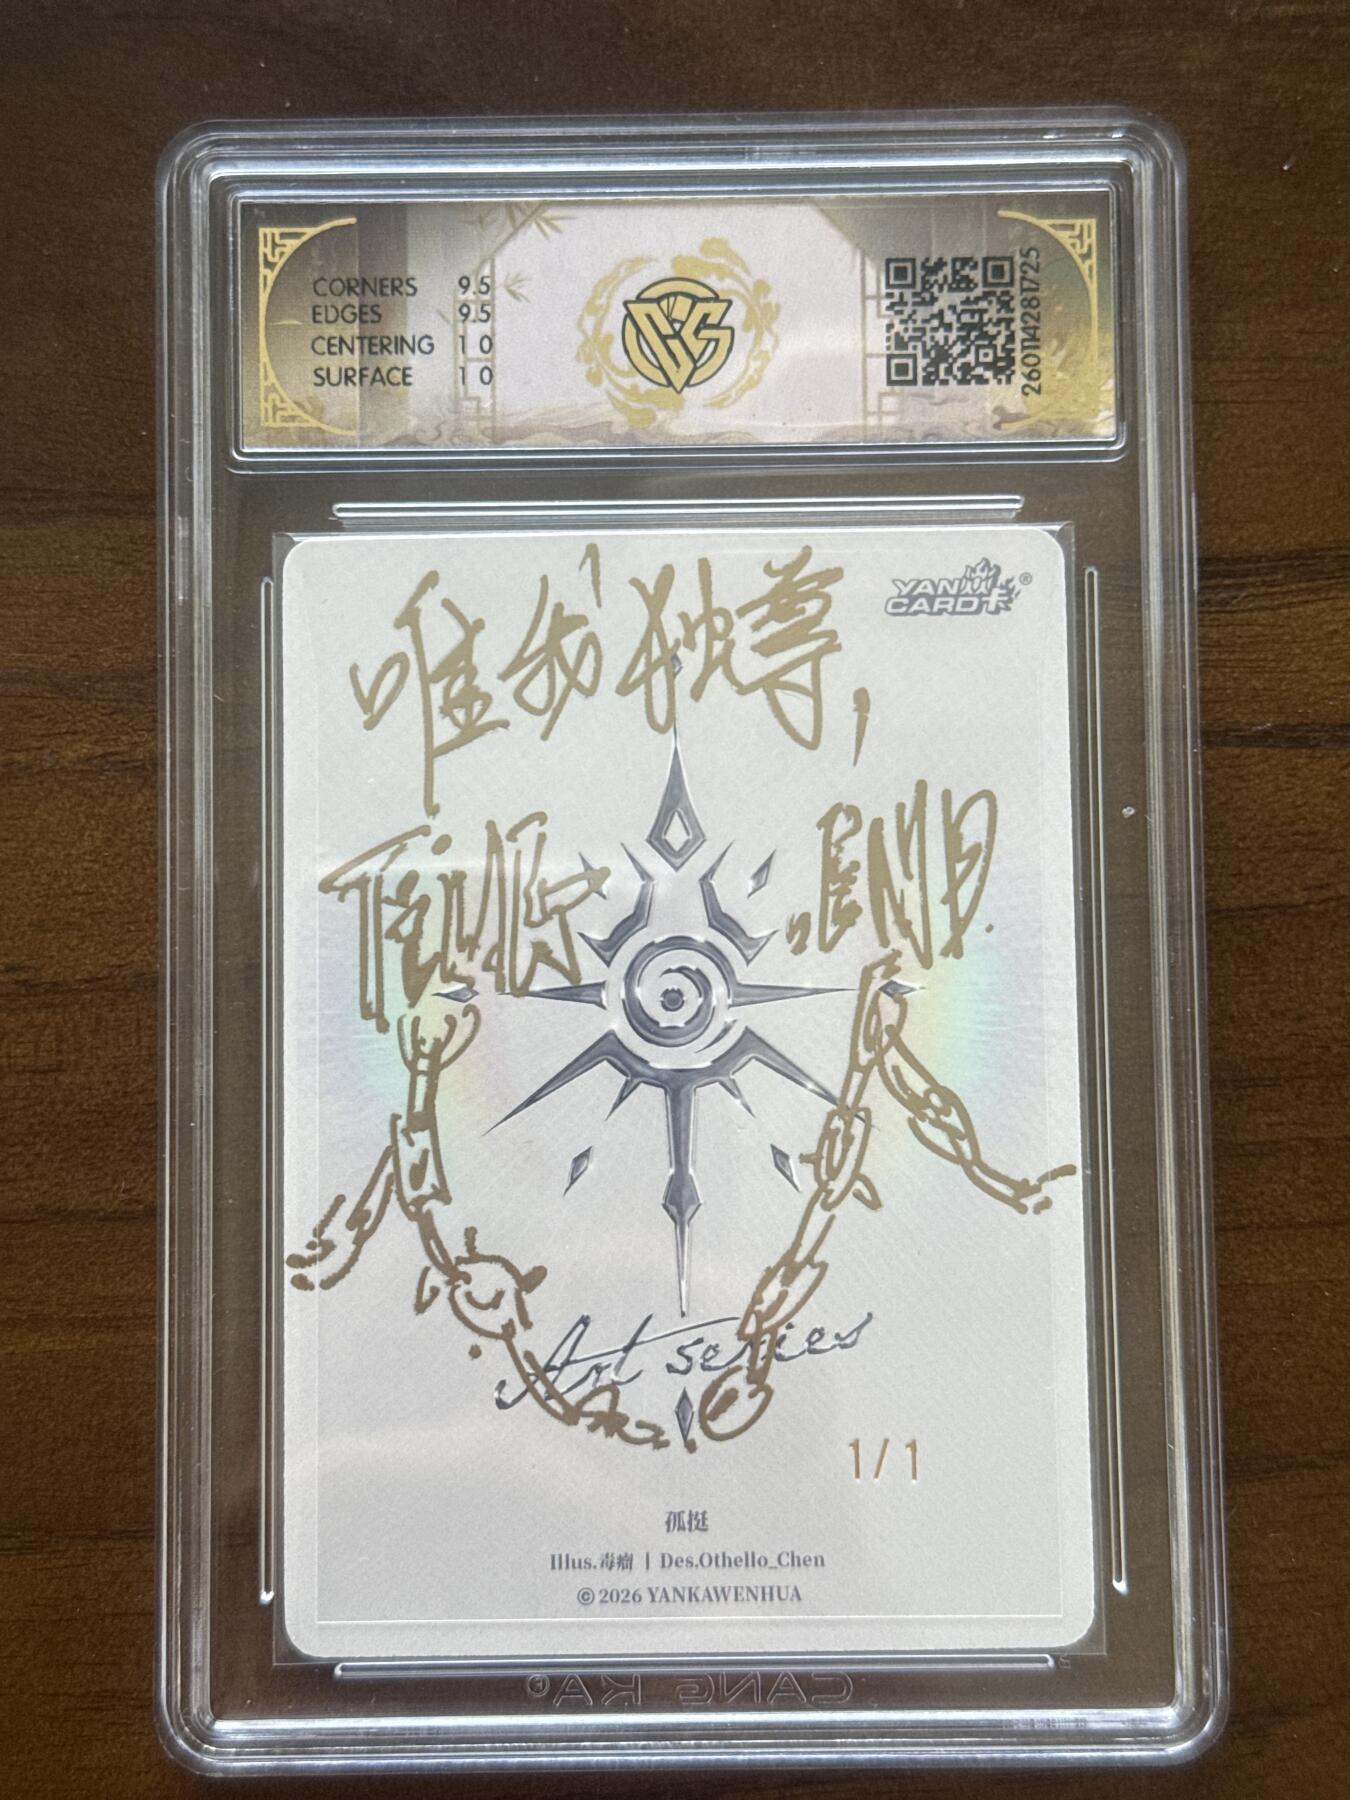 CORNERS 9.5
EDGES 9.5
CENTERING 10
SURFACE 10
260114281725
YAN CARD卡®
唯我独尊,
Art series
1/1
孤挺
Illus.毒瘤 | Des.Othello_Chen
© 2026 YANKAWENHUA
CANG KA®